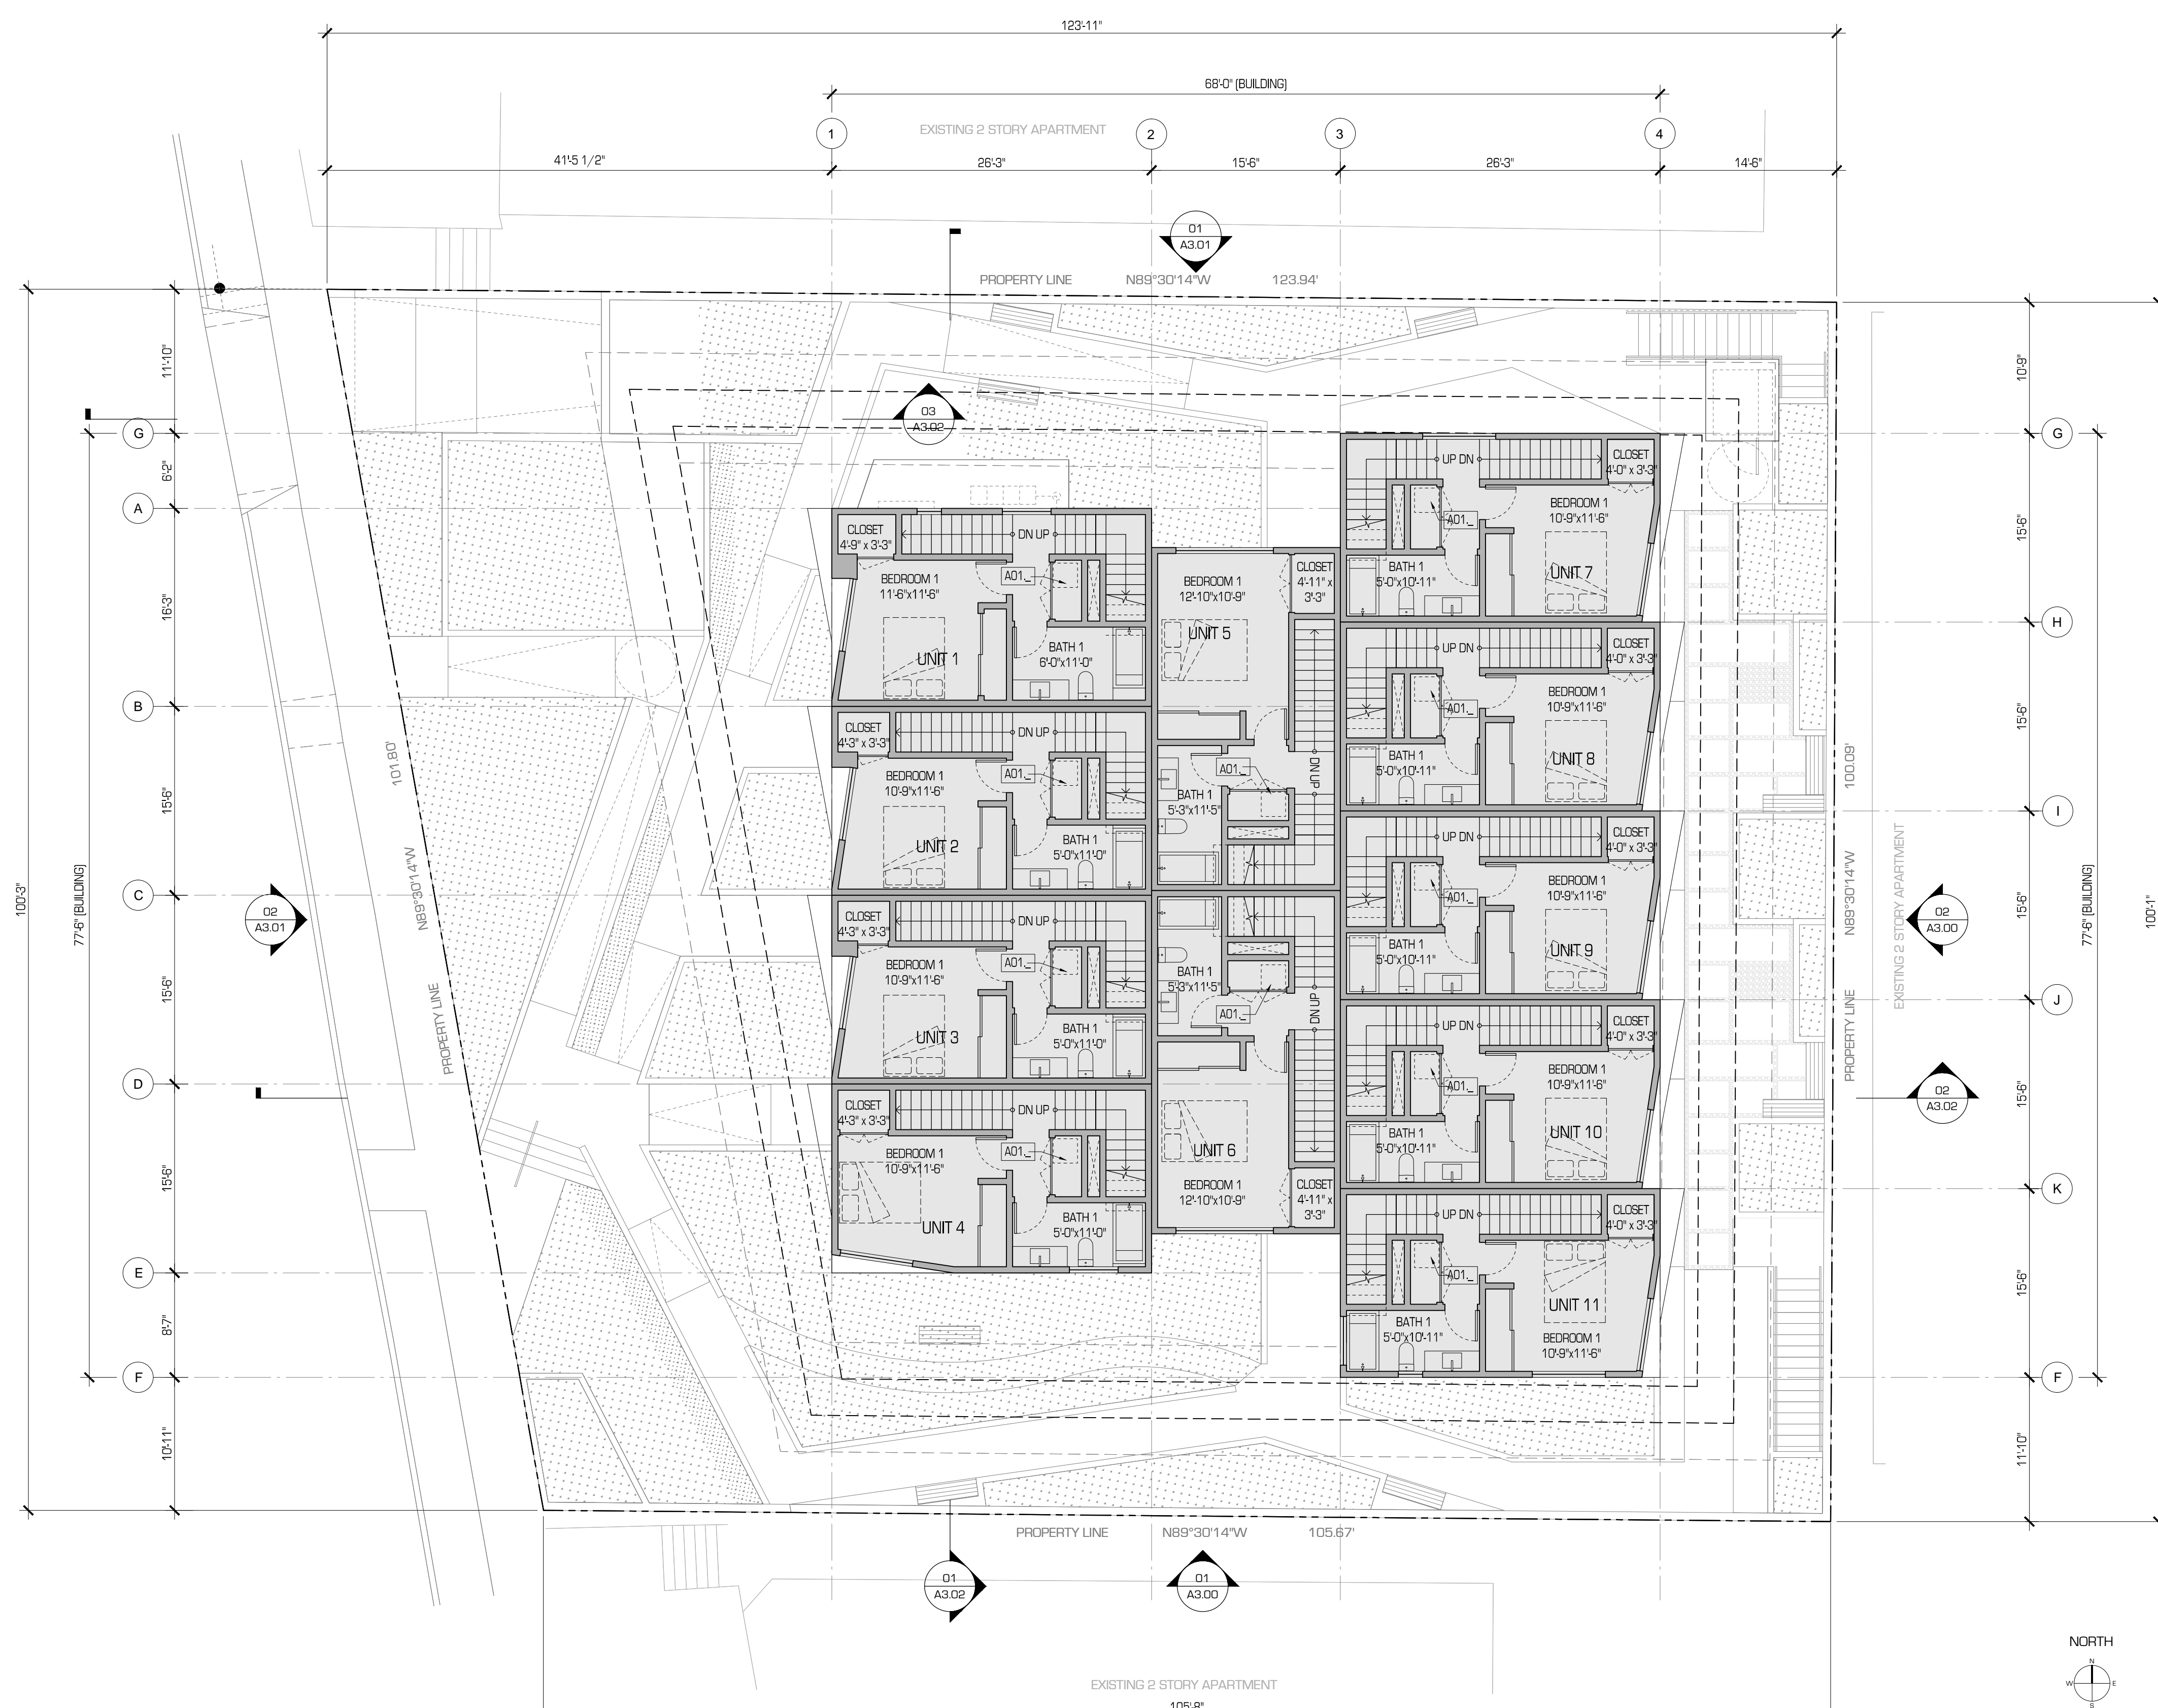 123'-11"
68'-0" (BUILDING)
EXISTING 2 STORY APARTMENT
1
2
3
4
41'-5 1/2"
26'-3"
15'-6"
26'-3"
14'-6"
01
A3.01
PROPERTY LINE N89°30'14"W 123.94'
11'-10"
10'-9"
03
A3.02
G
G
6'-2"
A
15'-6"
16'-3"
H
B
15'-6"
15'-6"
I
C
15'-6"
15'-6"
J
D
15'-6"
15'-6"
K
E
15'-6"
8'-7"
F
F
10'-11"
11'-10"
100'-3"
77'-6" (BUILDING)
77'-6" (BUILDING)
100'-1"
02
A3.01
101.80'
N89°30'14"W
PROPERTY LINE
CLOSET
4'-9" x 3'-3"
DN UP
A01._
BEDROOM 1
11'-6"x11'-6"
UNIT 1
BATH 1
6'-0"x11'-0"
CLOSET
4'-3" x 3'-3"
DN UP
A01._
BEDROOM 1
10'-9"x11'-6"
UNIT 2
BATH 1
5'-0"x11'-0"
CLOSET
4'-3" x 3'-3"
DN UP
A01._
BEDROOM 1
10'-9"x11'-6"
UNIT 3
BATH 1
5'-0"x11'-0"
CLOSET
4'-3" x 3'-3"
DN UP
A01._
BEDROOM 1
10'-9"x11'-6"
UNIT 4
BATH 1
5'-0"x11'-0"
BEDROOM 1
12'-10"x10'-9"
CLOSET
4'-11" x
3'-3"
UNIT 5
DN UP
A01._
BATH 1
5'-3"x11'-5"
BATH 1
5'-3"x11'-5"
A01._
DN UP
UNIT 6
BEDROOM 1
12'-10"x10'-9"
CLOSET
4'-11" x
3'-3"
UP DN
CLOSET
4'-0" x 3'-3"
A01._
BEDROOM 1
10'-9"x11'-6"
BATH 1
5'-0"x10'-11"
UNIT 7
UP DN
CLOSET
4'-0" x 3'-3"
A01._
BEDROOM 1
10'-9"x11'-6"
BATH 1
5'-0"x10'-11"
UNIT 8
UP DN
CLOSET
4'-0" x 3'-3"
A01._
BEDROOM 1
10'-9"x11'-6"
BATH 1
5'-0"x10'-11"
UNIT 9
UP DN
CLOSET
4'-0" x 3'-3"
A01._
BEDROOM 1
10'-9"x11'-6"
BATH 1
5'-0"x10'-11"
UNIT 10
UP DN
CLOSET
4'-0" x 3'-3"
A01._
UNIT 11
BATH 1
5'-0"x10'-11"
BEDROOM 1
10'-9"x11'-6"
100.09'
N89°30'14"W
PROPERTY LINE
EXISTING 2 STORY APARTMENT
02
A3.00
02
A3.02
PROPERTY LINE N89°30'14"W 105.67'
01
A3.02
01
A3.00
EXISTING 2 STORY APARTMENT
105'-8"
NORTH
N
W
E
S